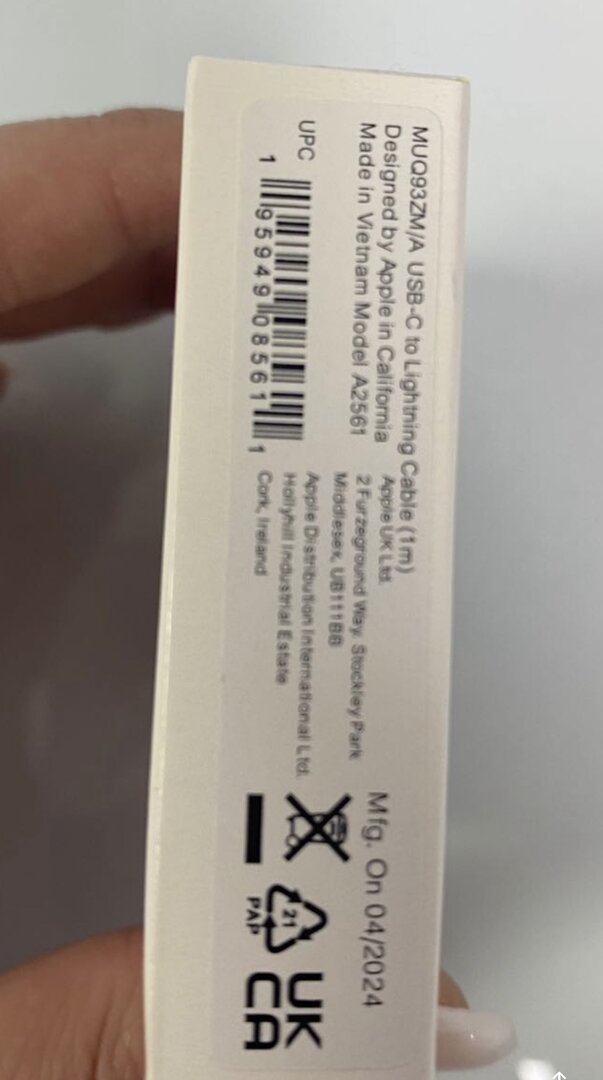 MUQ93ZM/A USB-C to Lightning Cable (1m)
Designed by Apple in California
Made in Vietnam Model A2561
UPC
1 95949 08561 1
Apple UK Ltd.
2 Furzeground Way, Stockley Park
Middlesex, UB111BB
Apple Distribution International Ltd.
Hollyhill Industrial Estate
Cork, Ireland
Mfg. On 04/2024
21
PAP
UK
CA